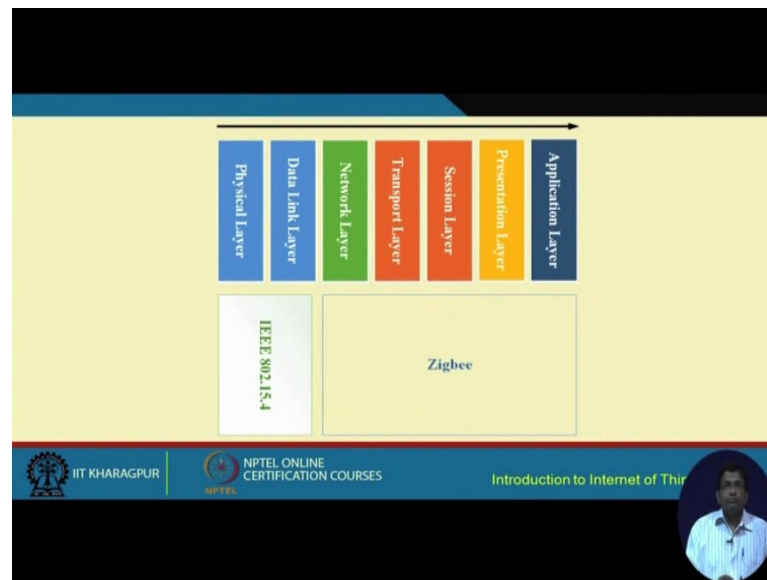 Physical Layer
Data Link Layer
Network Layer
Transport Layer
Session Layer
Presentation Layer
Application Layer
IEEE 802.15.4
Zigbee
IIT KHARAGPUR
NPTEL
NPTEL ONLINE
CERTIFICATION COURSES
Introduction to Internet of